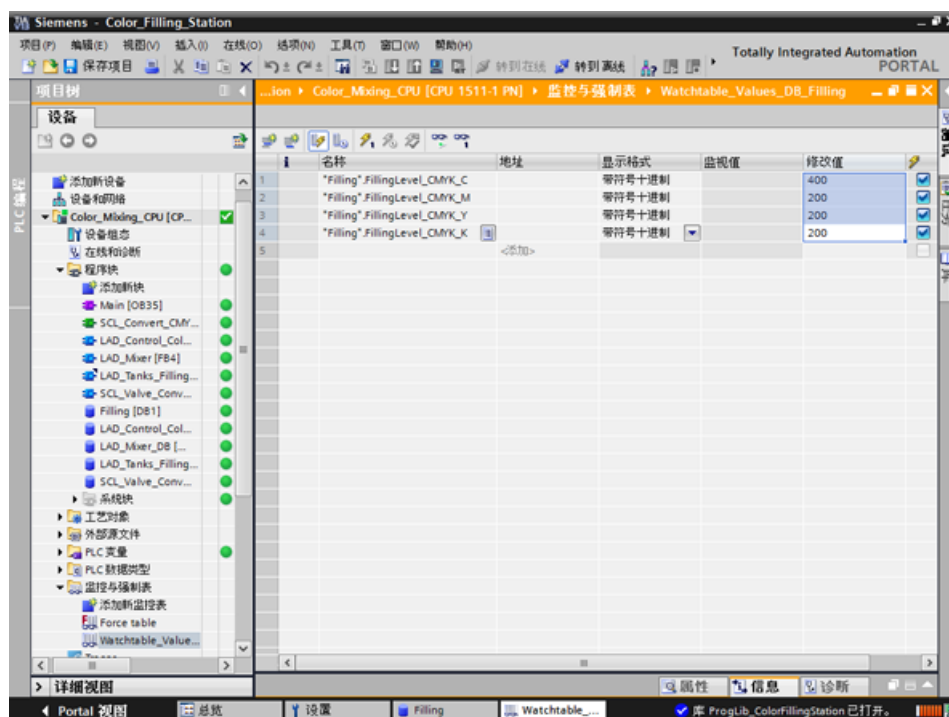 Siemens - Color_Filling_Station
项目(P) 编辑(E) 视图(V) 插入(I) 在线(O) 选项(N) 工具(T) 窗口(W) 帮助(H)
Totally Integrated Automation
PORTAL
保存项目 转到在线 转到离线
项目树
...ion ▸ Color_Mixing_CPU [CPU 1511-1 PN] ▸ 监控与强制表 ▸ Watchtable_Values_DB_Filling
设备
i 名称 地址 显示格式 监视值 修改值
1 "Filling".FillingLevel_CMYK_C 带符号十进制 400
2 "Filling".FillingLevel_CMYK_M 带符号十进制 200
3 "Filling".FillingLevel_CMYK_Y 带符号十进制 200
4 "Filling".FillingLevel_CMYK_K 带符号十进制 200
5 <添加>
PLC 编程
添加新设备
设备和网络
Color_Mixing_CPU [CP...
设备组态
在线和诊断
程序块
添加新块
Main [OB35]
SCL_Convert_CMY...
LAD_Control_Col...
LAD_Mixer [FB4]
LAD_Tanks_Filling...
SCL_Valve_Conv...
Filling [DB1]
LAD_Control_Col...
LAD_Mixer_DB [...
LAD_Tanks_Filling...
SCL_Valve_Conv...
系统块
工艺对象
外部源文件
PLC 变量
PLC 数据类型
监控与强制表
添加新监控表
Force table
Watchtable_Value...
详细视图
属性 信息 诊断
Portal 视图 总览 设置 Filling Watchtable_... 库 ProgLib_ColorFillingStation 已打开。